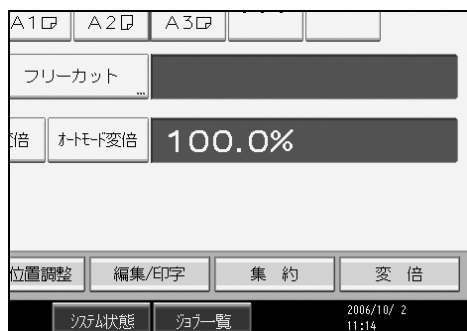 A1 A2 A3
フリーカット
...
倍 オートモード変倍 100.0%
位置調整 編集/印字 集 約 変 倍
システム状態 ジョブ一覧 2006/10/ 2
11:14